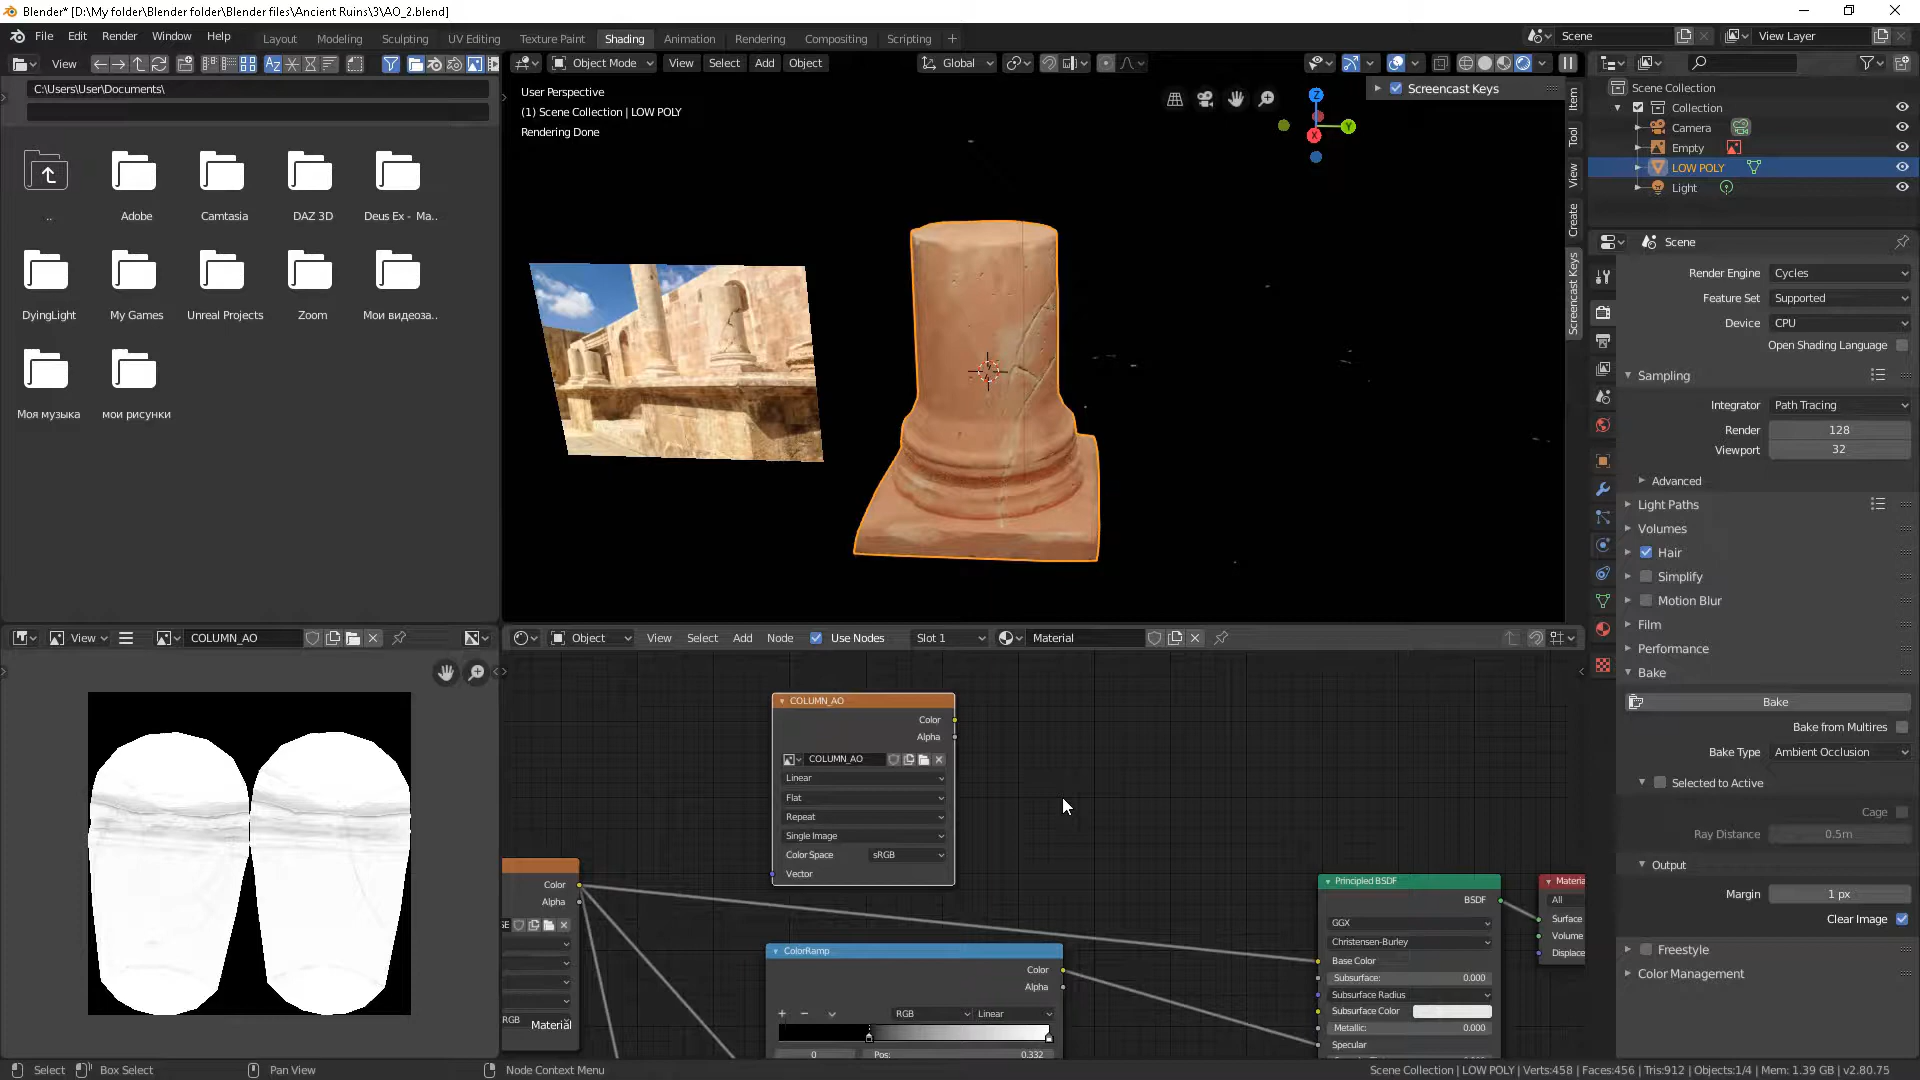 Blender* [D:\My folder\Blender folder\Blender files\Ancient Ruins\3\AO_2.blend]
File Edit Render Window Help Layout Modeling Sculpting UV Editing Texture Paint Shading Animation Rendering Compositing Scripting + Scene View Layer
View Object Mode View Select Add Object Global
C:\Users\User\Documents\
User Perspective
(1) Scene Collection | LOW POLY
Rendering Done
Screencast Keys
Z
Y
X
Item
Tool
View
Create
Screencast Keys
..
Adobe
Camtasia
DAZ 3D
Deus Ex - Ma..
DyingLight
My Games
Unreal Projects
Zoom
Мои видеоза..
Моя музыка
мои рисунки
Scene Collection
Collection
Camera
Empty
LOW POLY
Light
Scene
Render Engine Cycles
Feature Set Supported
Device CPU
Open Shading Language
Sampling
Integrator Path Tracing
Render 128
Viewport 32
Advanced
Light Paths
Volumes
Hair
Simplify
Motion Blur
Film
Performance
Bake
Bake
Bake from Multires
Bake Type Ambient Occlusion
Selected to Active
Cage
Ray Distance 0.5m
Output
Margin 1 px
Clear Image
Freestyle
Color Management
View COLUMN_AO
Object View Select Add Node Use Nodes Slot 1 Material
COLUMN_AO
Color
Alpha
COLUMN_AO
Linear
Flat
Repeat
Single Image
Color Space sRGB
Vector
Color
Alpha
GE
RGB
Material
ColorRamp
Color
Alpha
+ − RGB Linear
0 Pos: 0.332
Principled BSDF
BSDF
GGX
Christensen-Burley
Base Color
Subsurface: 0.000
Subsurface Radius
Subsurface Color
Metallic: 0.000
Specular
Materia
All
Surface
Volume
Displace
Select Box Select Pan View Node Context Menu Scene Collection | LOW POLY | Verts:458 | Faces:456 | Tris:912 | Objects:1/4 | Mem: 1.39 GB | v2.80.75